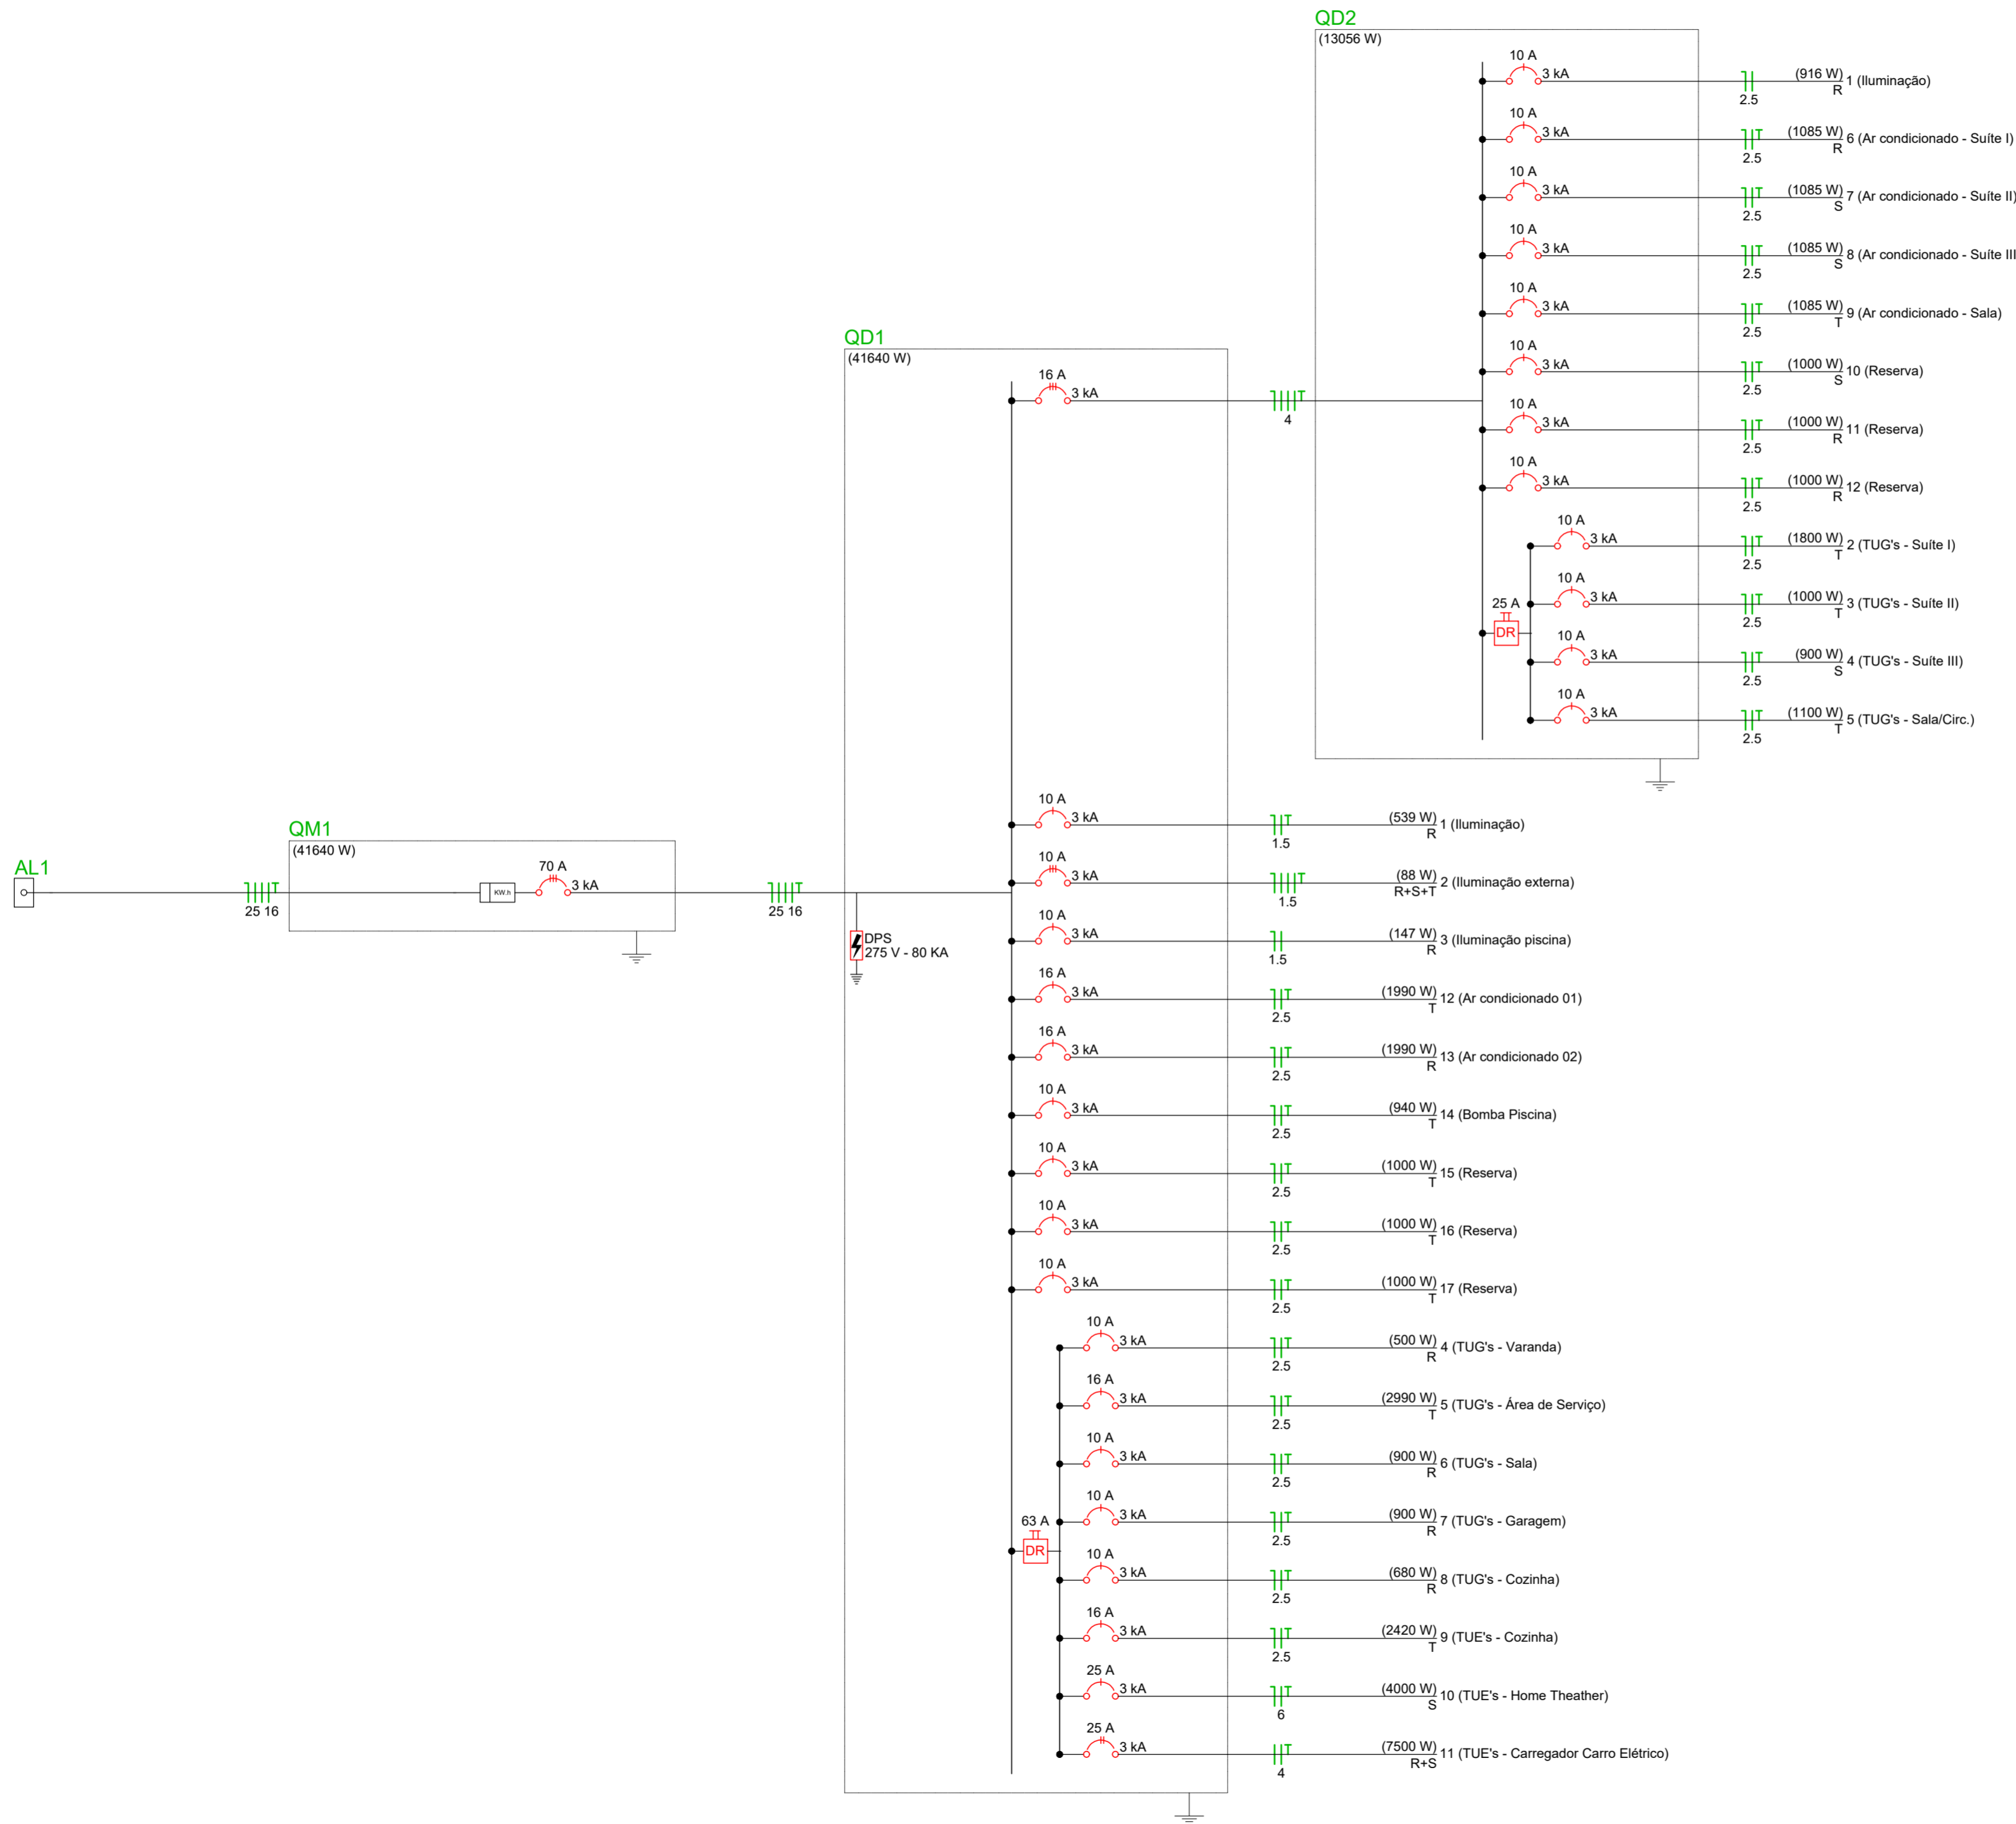 QD2
(13056 W)
10 A
3 kA
2.5
(916 W)
R
1 (Iluminação)
10 A
3 kA
2.5
(1085 W)
R
6 (Ar condicionado - Suíte I)
10 A
3 kA
2.5
(1085 W)
S
7 (Ar condicionado - Suíte II)
10 A
3 kA
2.5
(1085 W)
S
8 (Ar condicionado - Suíte III
10 A
3 kA
2.5
(1085 W)
T
9 (Ar condicionado - Sala)
10 A
3 kA
2.5
(1000 W)
S
10 (Reserva)
10 A
3 kA
2.5
(1000 W)
R
11 (Reserva)
10 A
3 kA
2.5
(1000 W)
R
12 (Reserva)
10 A
3 kA
2.5
(1800 W)
T
2 (TUG's - Suíte I)
10 A
3 kA
2.5
(1000 W)
T
3 (TUG's - Suíte II)
25 A
DR
10 A
3 kA
2.5
(900 W)
S
4 (TUG's - Suíte III)
10 A
3 kA
2.5
(1100 W)
T
5 (TUG's - Sala/Circ.)
QD1
(41640 W)
16 A
3 kA
4
10 A
3 kA
1.5
(539 W)
R
1 (Iluminação)
10 A
3 kA
1.5
(88 W)
R+S+T
2 (Iluminação externa)
10 A
3 kA
1.5
(147 W)
R
3 (Iluminação piscina)
16 A
3 kA
2.5
(1990 W)
T
12 (Ar condicionado 01)
16 A
3 kA
2.5
(1990 W)
R
13 (Ar condicionado 02)
10 A
3 kA
2.5
(940 W)
T
14 (Bomba Piscina)
10 A
3 kA
2.5
(1000 W)
T
15 (Reserva)
10 A
3 kA
2.5
(1000 W)
T
16 (Reserva)
10 A
3 kA
2.5
(1000 W)
T
17 (Reserva)
10 A
3 kA
2.5
(500 W)
R
4 (TUG's - Varanda)
16 A
3 kA
2.5
(2990 W)
T
5 (TUG's - Área de Serviço)
10 A
3 kA
2.5
(900 W)
R
6 (TUG's - Sala)
10 A
3 kA
2.5
(900 W)
R
7 (TUG's - Garagem)
63 A
DR
10 A
3 kA
2.5
(680 W)
R
8 (TUG's - Cozinha)
16 A
3 kA
2.5
(2420 W)
T
9 (TUE's - Cozinha)
25 A
3 kA
6
(4000 W)
S
10 (TUE's - Home Theather)
25 A
3 kA
4
(7500 W)
R+S
11 (TUE's - Carregador Carro Elétrico)
QM1
(41640 W)
AL1
25 16
KW.h
70 A
3 kA
25 16
DPS
275 V - 80 KA